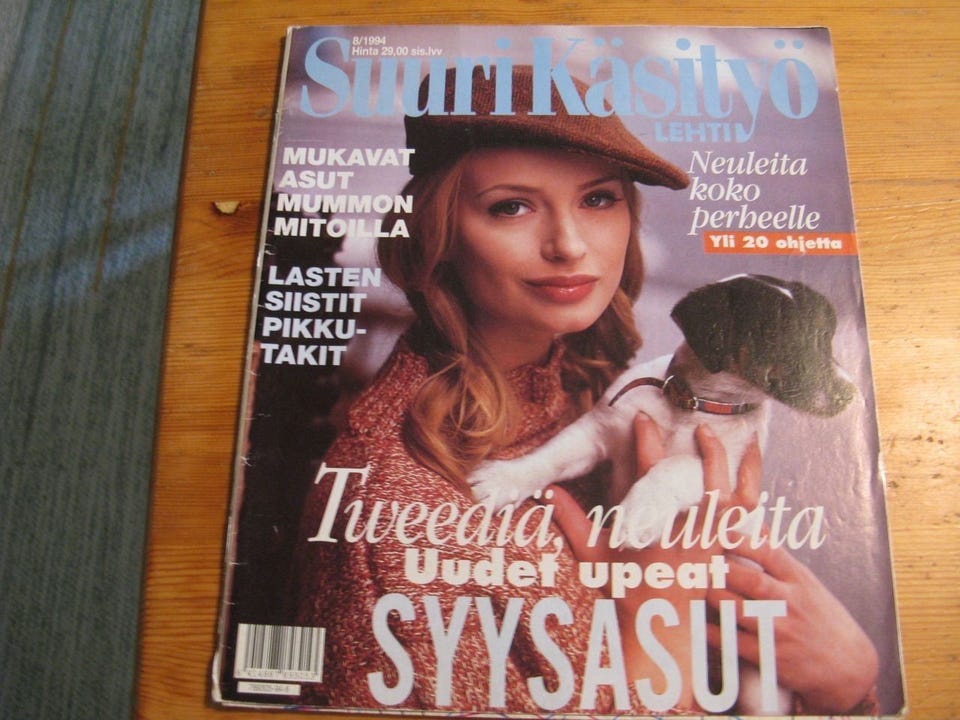 8/1994
Hinta 29,00 sis.lvv
Suuri Käsityö
LEHTI
MUKAVAT
ASUT
MUMMON
MITOILLA
Neuleita
koko
perheelle
Yli 20 ohjetta
LASTEN
SIISTIT
PIKKU-
TAKIT
Tweediä, neuleita
Uudet upeat
SYYSASUT